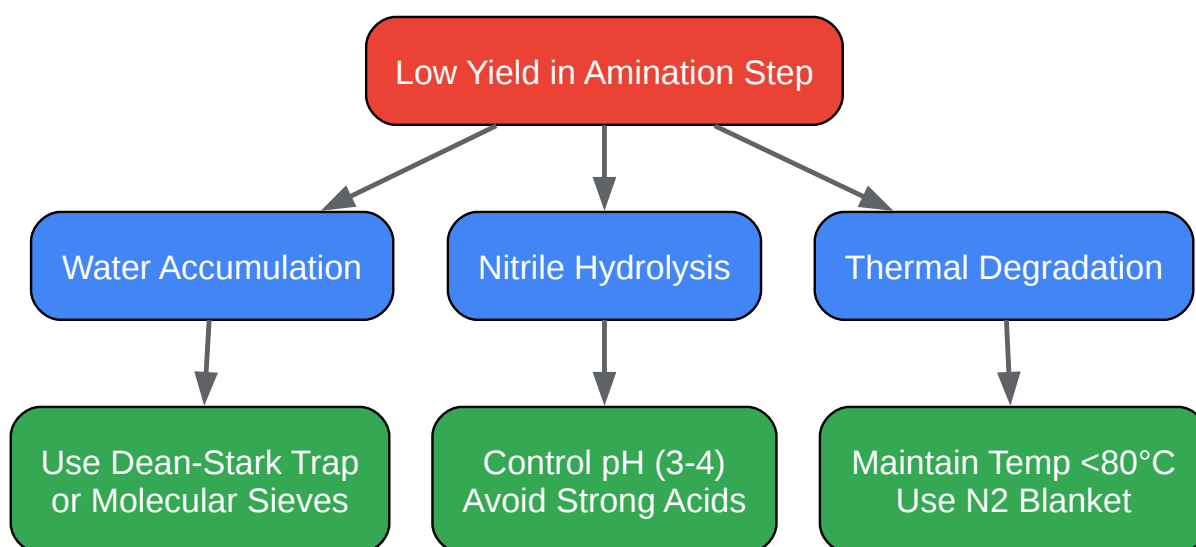 Low Yield in Amination Step
Water Accumulation
Nitrile Hydrolysis
Thermal Degradation
Use Dean-Stark Trap
or Molecular Sieves
Control pH (3-4)
Avoid Strong Acids
Maintain Temp <80°C
Use N2 Blanket